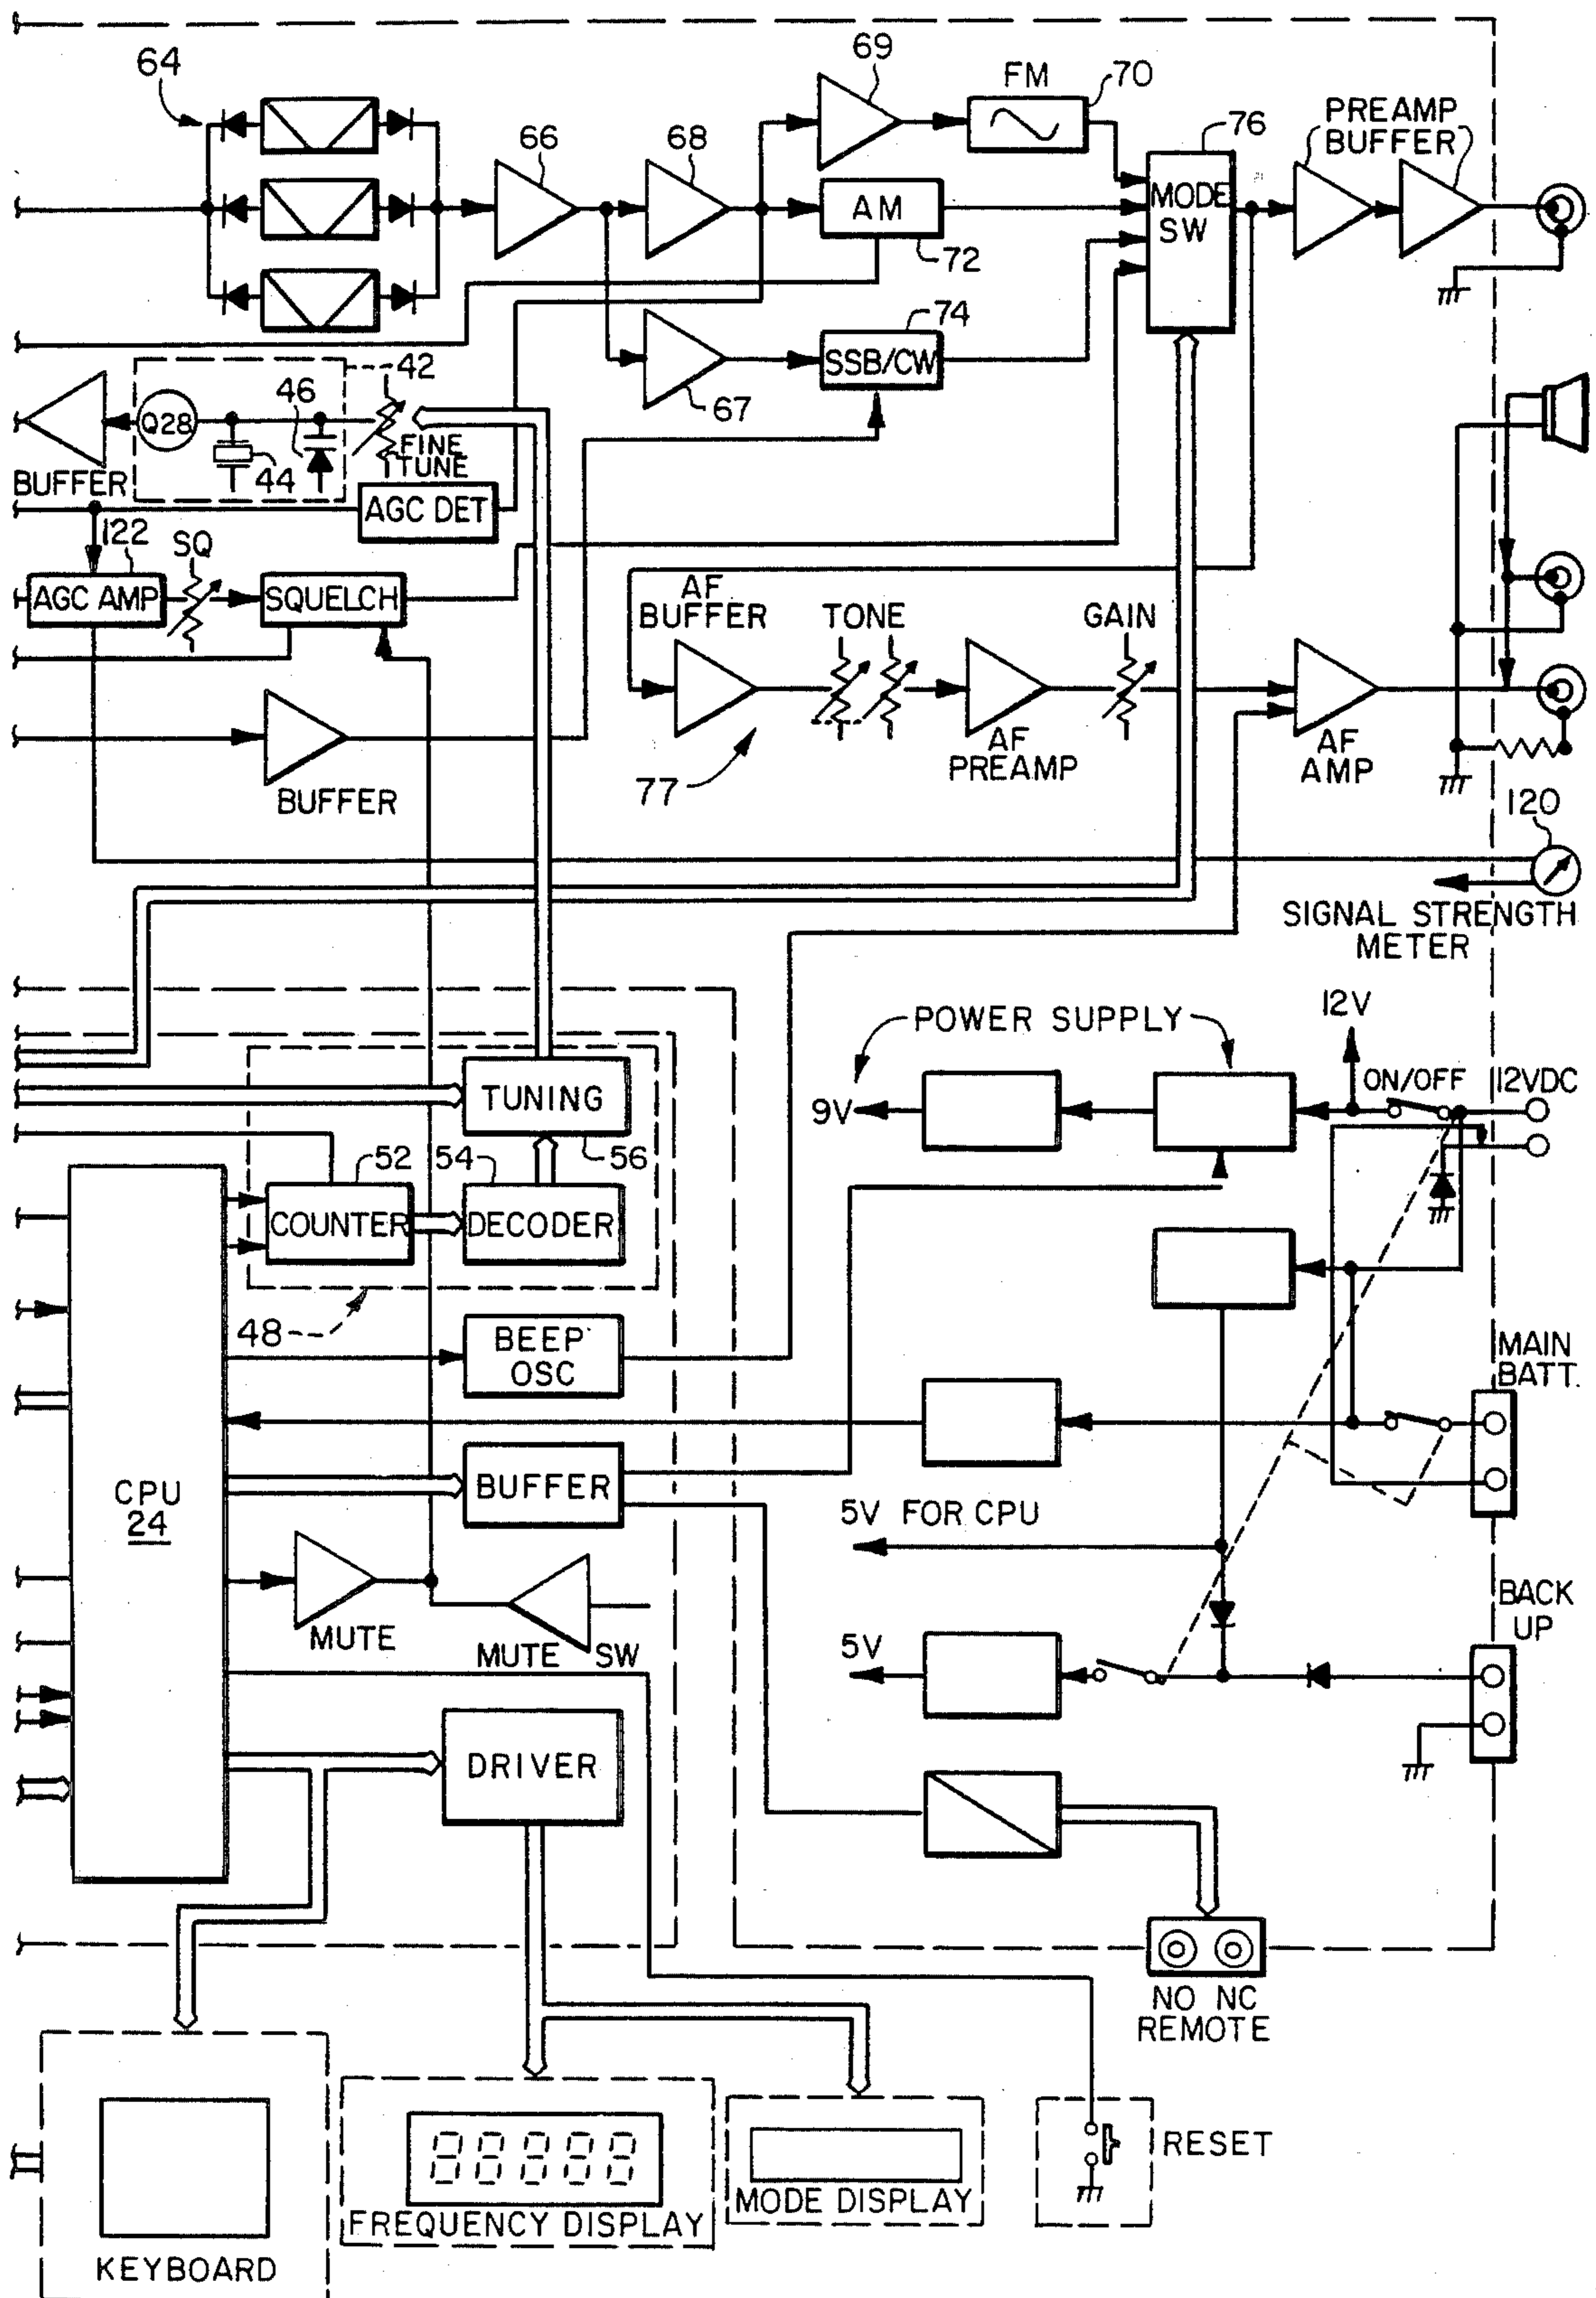 64
66
68
69
FM
70
76
PREAMP
BUFFER
AM
72
MODE
SW
74
SSB/CW
67
42
46
Q28
44
FINE
TUNE
BUFFER
AGC DET
122
SQ
AGC AMP
SQUELCH
AF
BUFFER
TONE
GAIN
BUFFER
77
AF
PREAMP
AF
AMP
120
SIGNAL STRENGTH
METER
POWER SUPPLY
12V
9V
ON/OFF
12VDC
TUNING
52
54
56
COUNTER
DECODER
48
BEEP
OSC
MAIN
BATT.
CPU
24
BUFFER
5V FOR CPU
MUTE
MUTE SW
5V
BACK
UP
DRIVER
NO NC
REMOTE
RESET
88888
FREQUENCY DISPLAY
MODE DISPLAY
KEYBOARD